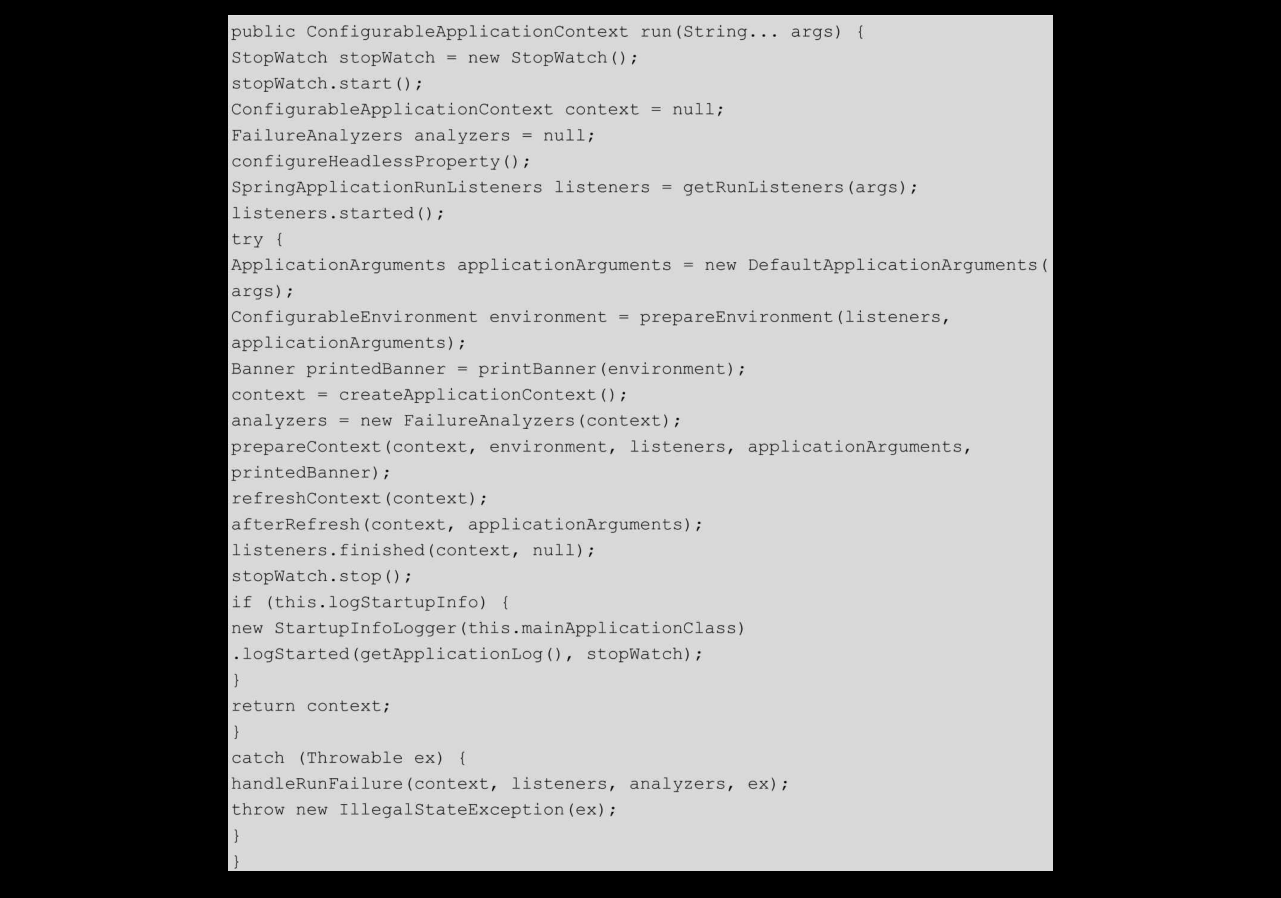 public ConfigurableApplicationContext run(String... args) {
StopWatch stopWatch = new StopWatch();
stopWatch.start();
ConfigurableApplicationContext context = null;
FailureAnalyzers analyzers = null;
configureHeadlessProperty();
SpringApplicationRunListeners listeners = getRunListeners(args);
listeners.started();
try {
ApplicationArguments applicationArguments = new DefaultApplicationArguments(
args);
ConfigurableEnvironment environment = prepareEnvironment(listeners,
applicationArguments);
Banner printedBanner = printBanner(environment);
context = createApplicationContext();
analyzers = new FailureAnalyzers(context);
prepareContext(context, environment, listeners, applicationArguments,
printedBanner);
refreshContext(context);
afterRefresh(context, applicationArguments);
listeners.finished(context, null);
stopWatch.stop();
if (this.logStartupInfo) {
new StartupInfoLogger(this.mainApplicationClass)
.logStarted(getApplicationLog(), stopWatch);
}
return context;
}
catch (Throwable ex) {
handleRunFailure(context, listeners, analyzers, ex);
throw new IllegalStateException(ex);
}
}